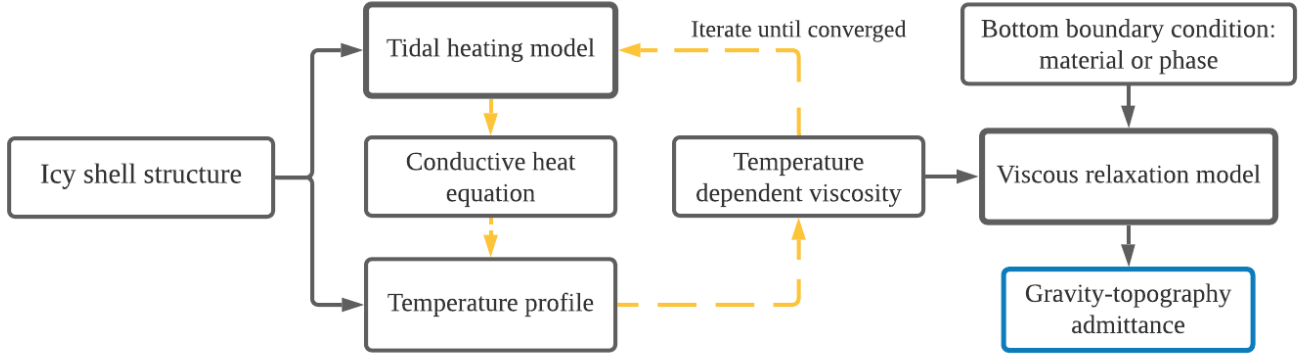 Icy shell structure
Tidal heating model
Conductive heat
equation
Temperature profile
Iterate until converged
Temperature
dependent viscosity
Bottom boundary condition:
material or phase
Viscous relaxation model
Gravity-topography
admittance